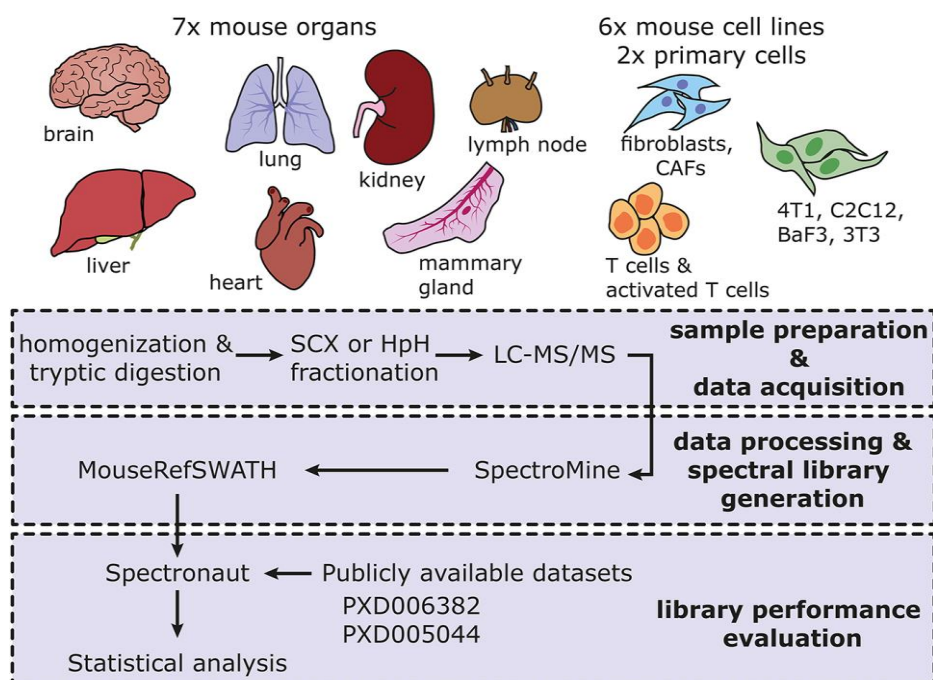 7x mouse organs
6x mouse cell lines
2x primary cells
brain
lung
kidney
lymph node
fibroblasts,
CAFs
liver
heart
mammary
gland
T cells &
activated T cells
4T1, C2C12,
BaF3, 3T3
homogenization &
tryptic digestion
SCX or HpH
fractionation
LC-MS/MS
sample preparation
&
data acquisition
MouseRefSWATH
SpectroMine
data processing &
spectral library
generation
Spectronaut
Publicly available datasets
PXD006382
PXD005044
Statistical analysis
library performance
evaluation